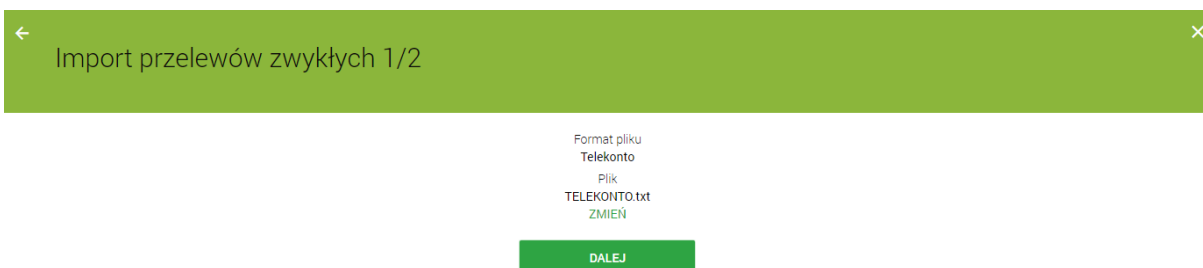 Import przelewów zwykłych 1/2
Format pliku
Telekonto
Plik
TELEKONTO.txt
ZMIEŃ
DALEJ